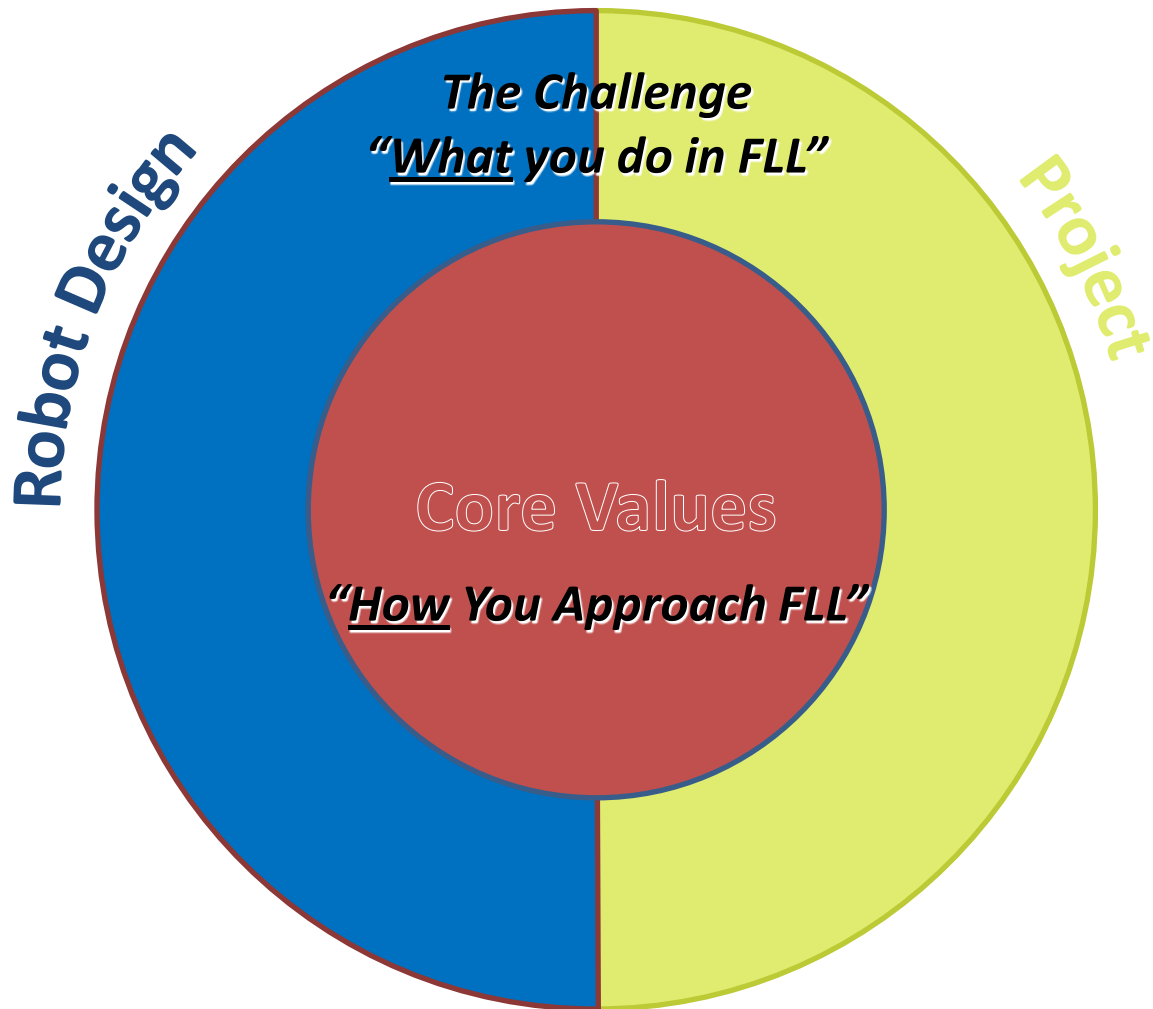 The Challenge
“What you do in FLL”
Robot Design
Project
Core Values
“How You Approach FLL”